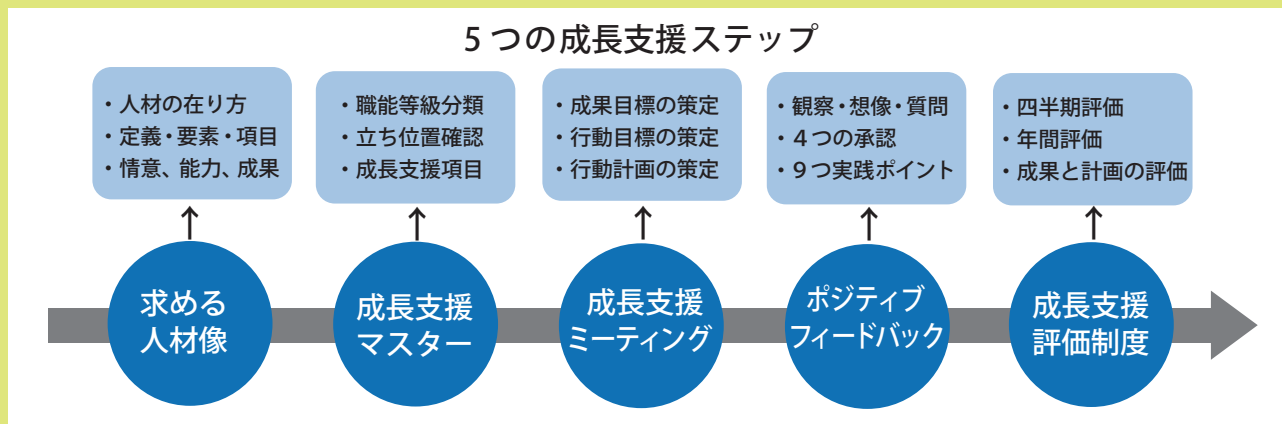 5つの成長支援ステップ
・人材の在り方
・定義・要素・項目
・情意、能力、成果
・職能等級分類
・立ち位置確認
・成長支援項目
・成果目標の策定
・行動目標の策定
・行動計画の策定
・観察・想像・質問
・4つの承認
・9つ実践ポイント
・四半期評価
・年間評価
・成果と計画の評価
求める
人材像
成長支援
マスター
成長支援
ミーティング
ポジティブ
フィードバック
成長支援
評価制度